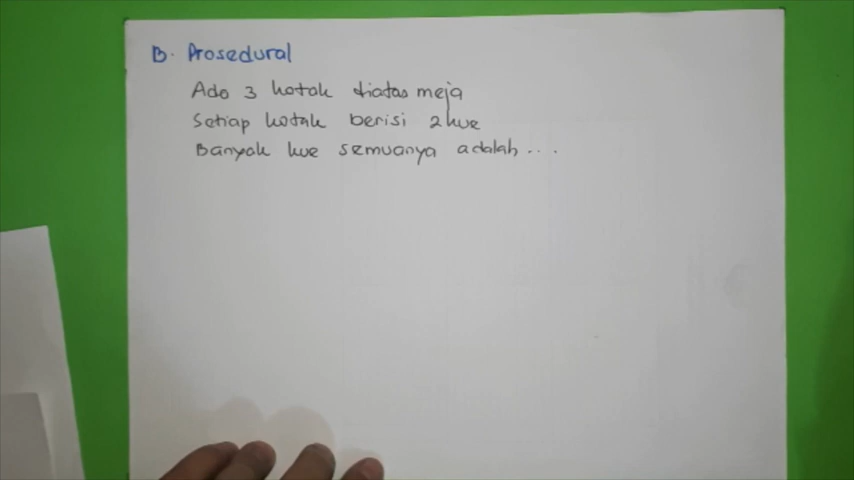 B. Prosedural
Ada 3 kotak diatas meja
Setiap kotak berisi 2 kue
Banyak kue semuanya adalah ...